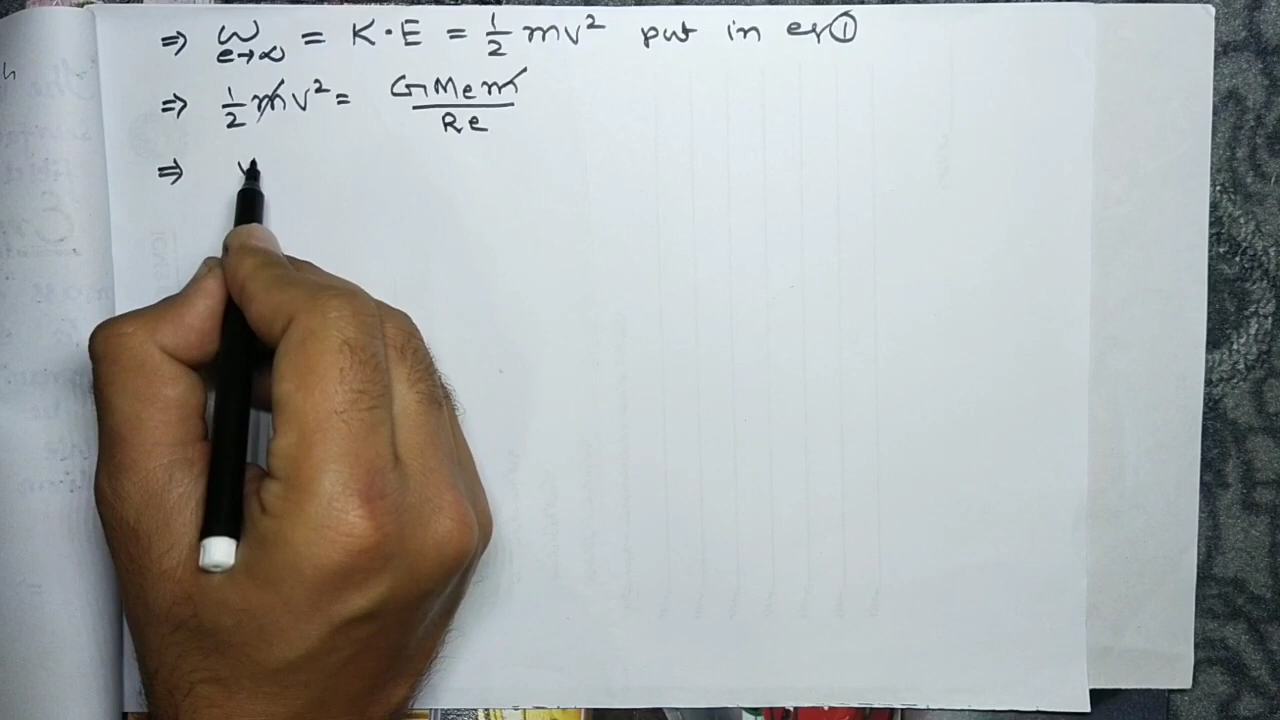 ⇒ W e→∞ = K·E = 1/2 mv² put in eq①
⇒ 1/2 mv² = GMem/Re
⇒ v